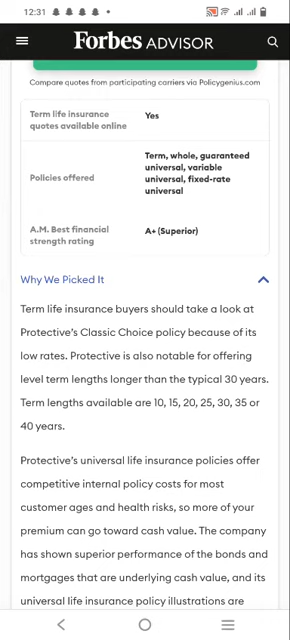 12:31
Forbes ADVISOR
Compare quotes from participating carriers via Policygenius.com
Term life insurance
quotes available online
Yes
Policies offered
Term, whole, guaranteed
universal, variable
universal, fixed-rate
universal
A.M. Best financial
strength rating
A+ (Superior)
Why We Picked It
Term life insurance buyers should take a look at
Protective's Classic Choice policy because of its
low rates. Protective is also notable for offering
level term lengths longer than the typical 30 years.
Term lengths available are 10, 15, 20, 25, 30, 35 or
40 years.
Protective's universal life insurance policies offer
competitive internal policy costs for most
customer ages and health risks, so more of your
premium can go toward cash value. The company
has shown superior performance of the bonds and
mortgages that are underlying cash value, and its
universal life insurance policy illustrations are